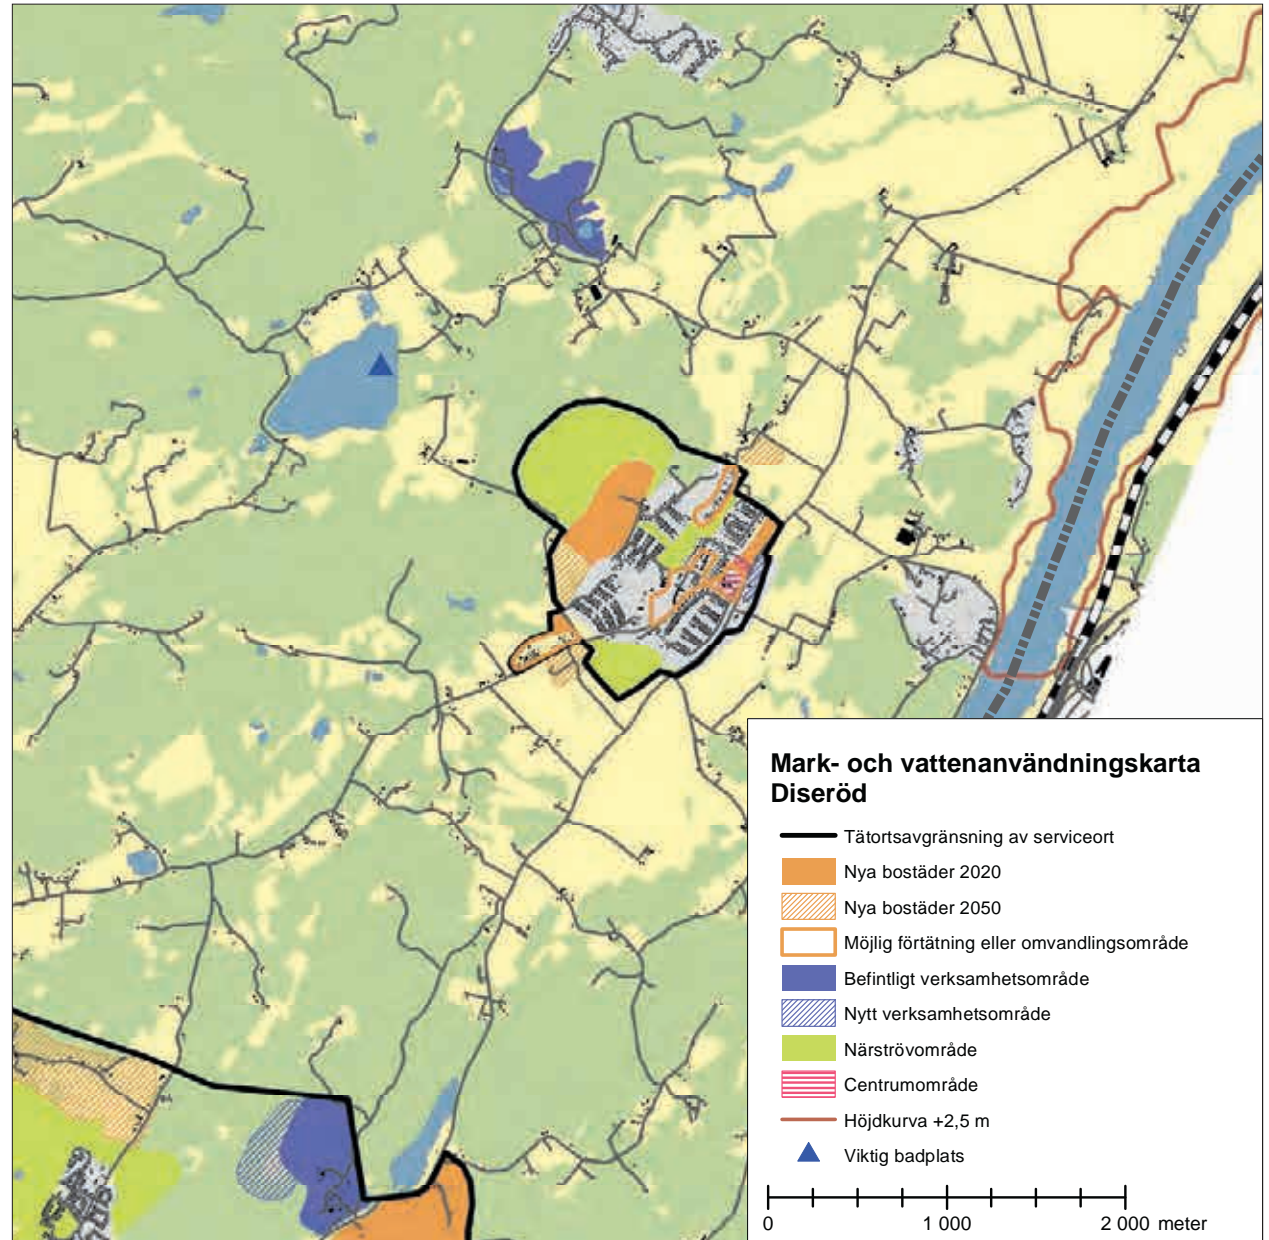 Mark- och vattenanvändningskarta
Diseröd
Tätortsavgränsning av serviceort
Nya bostäder 2020
Nya bostäder 2050
Möjlig förtätning eller omvandlingsområde
Befintligt verksamhetsområde
Nytt verksamhetsområde
Närströvområde
Centrumområde
Höjdkurva +2,5 m
Viktig badplats
0 1 000 2 000 meter